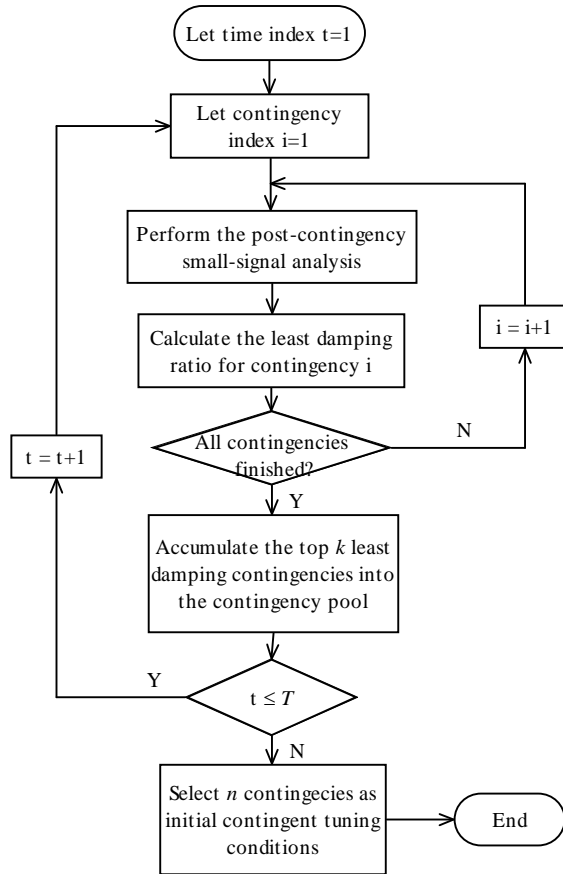 Let time index t=1
Let contingency
index i=1
Perform the post-contingency
small-signal analysis
Calculate the least damping
ratio for contingency i
i = i+1
All contingencies
finished?
N
t = t+1
Y
Accumulate the top k least
damping contingencies into
the contingency pool
Y
t ≤ T
N
Select n contingecies as
initial contingent tuning
conditions
End